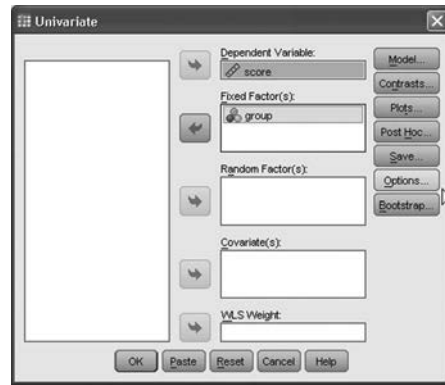 Univariate
Dependent Variable:
score
Fixed Factor(s):
group
Random Factor(s):
Covariate(s):
WLS Weight:
Model...
Contrasts...
Plots...
Post Hoc...
Save...
Options...
Bootstrap...
OK Paste Reset Cancel Help